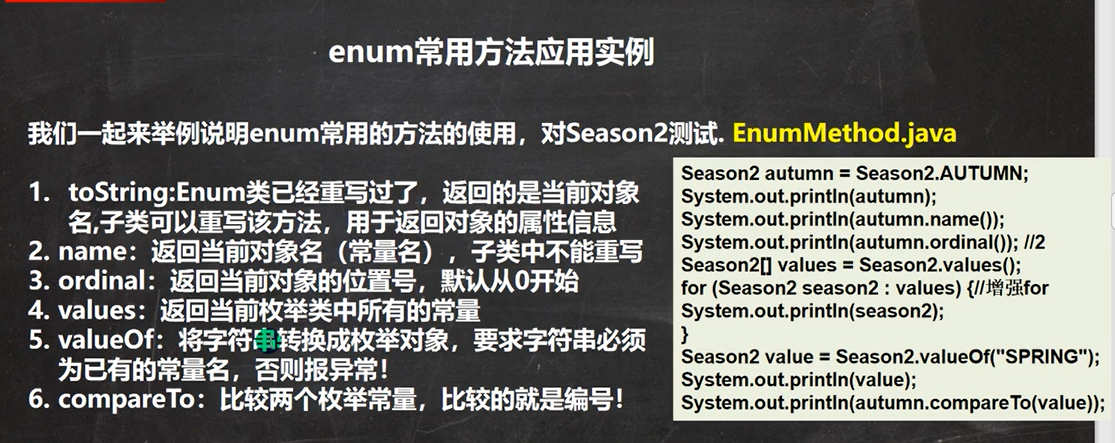 enum常用方法应用实例
我们一起来举例说明enum常用的方法的使用，对Season2测试. EnumMethod.java
1. toString:Enum类已经重写过了，返回的是当前对象
名,子类可以重写该方法，用于返回对象的属性信息
2. name：返回当前对象名（常量名），子类中不能重写
3. ordinal：返回当前对象的位置号，默认从0开始
4. values：返回当前枚举类中所有的常量
5. valueOf：将字符串转换成枚举对象，要求字符串必须
为已有的常量名，否则报异常！
6. compareTo：比较两个枚举常量，比较的就是编号！
Season2 autumn = Season2.AUTUMN;
System.out.println(autumn);
System.out.println(autumn.name());
System.out.println(autumn.ordinal()); //2
Season2[] values = Season2.values();
for (Season2 season2 : values) {//增强for
System.out.println(season2);
}
Season2 value = Season2.valueOf("SPRING");
System.out.println(value);
System.out.println(autumn.compareTo(value));